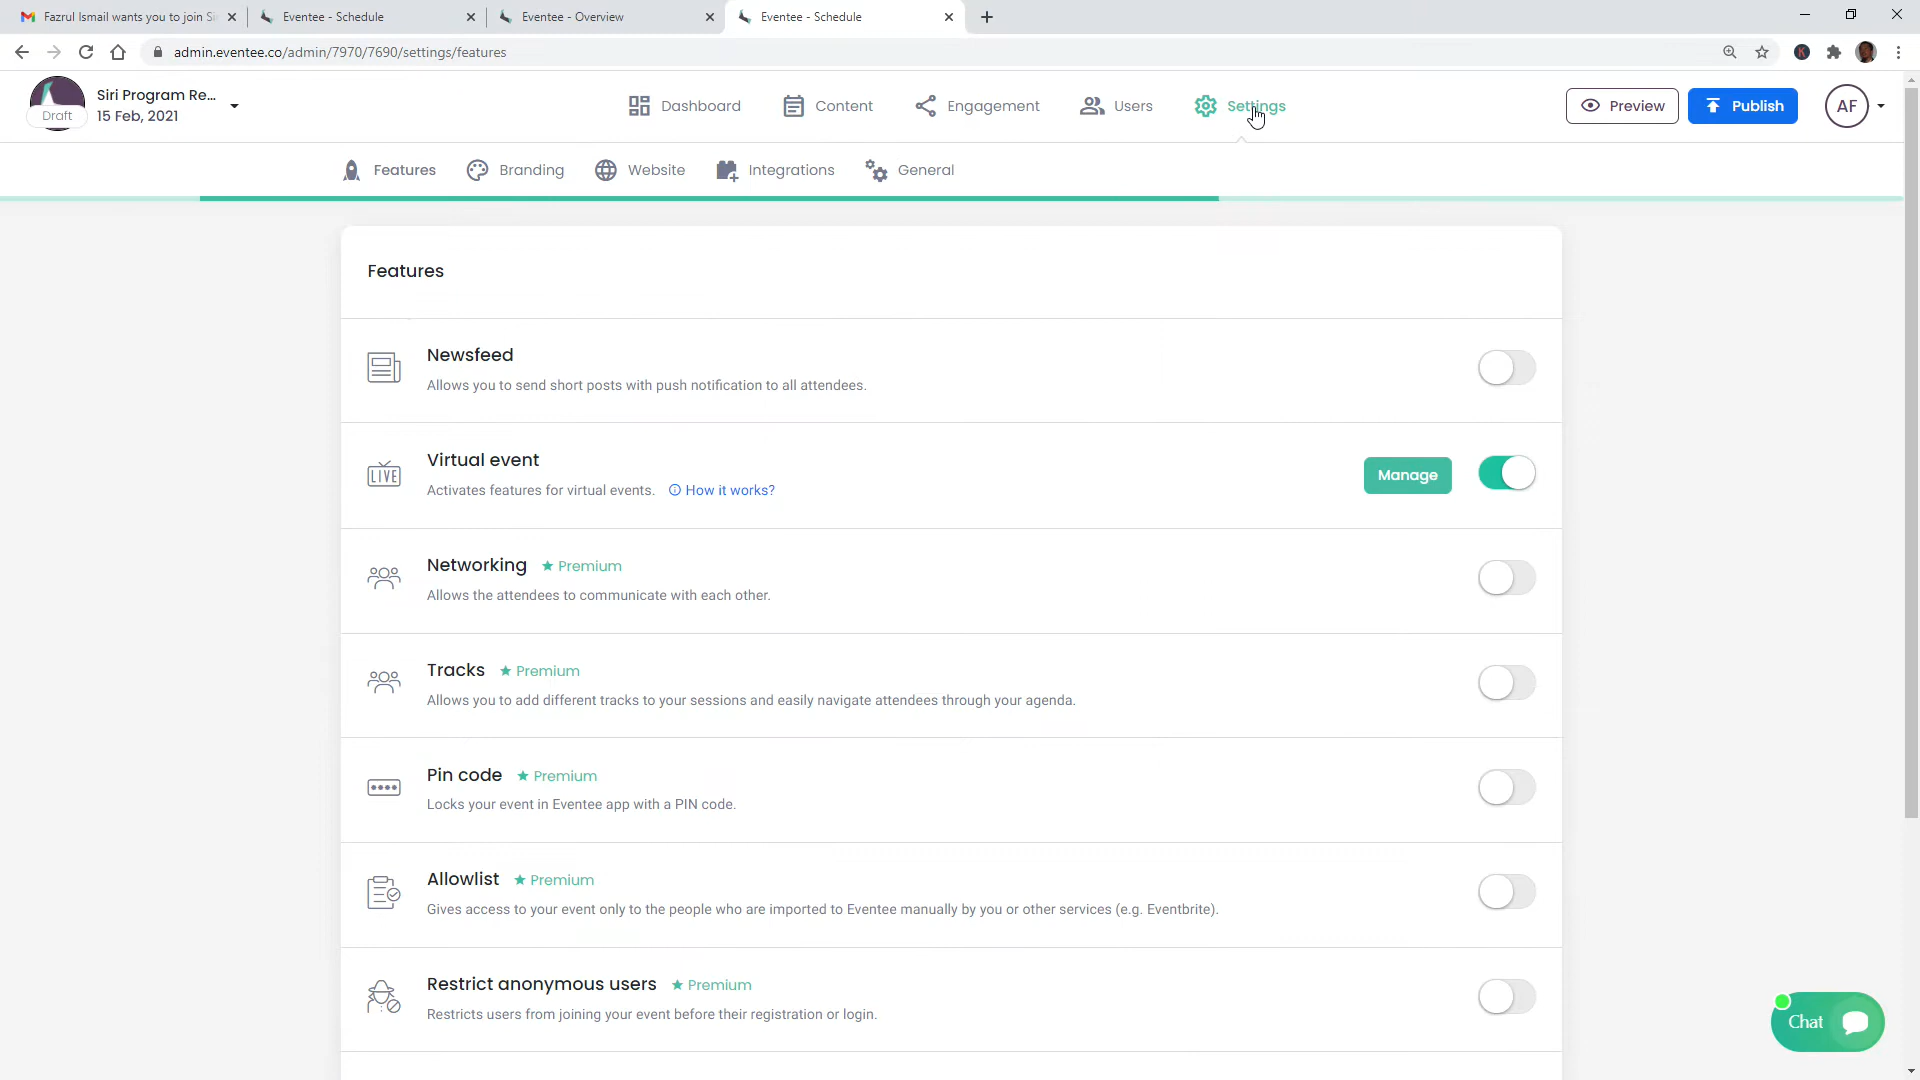 Fazrul Ismail wants you to join Si
Eventee - Schedule
Eventee - Overview
Eventee - Schedule
admin.eventee.co/admin/7970/7690/settings/features
Siri Program Re...
Draft
15 Feb, 2021
Dashboard
Content
Engagement
Users
Settings
Preview
Publish
AF
Features
Branding
Website
Integrations
General
Features
Newsfeed
Allows you to send short posts with push notification to all attendees.
LIVE
Virtual event
Activates features for virtual events. How it works?
Manage
Networking ★ Premium
Allows the attendees to communicate with each other.
Tracks ★ Premium
Allows you to add different tracks to your sessions and easily navigate attendees through your agenda.
Pin code ★ Premium
Locks your event in Eventee app with a PIN code.
Allowlist ★ Premium
Gives access to your event only to the people who are imported to Eventee manually by you or other services (e.g. Eventbrite).
Restrict anonymous users ★ Premium
Restricts users from joining your event before their registration or login.
Chat